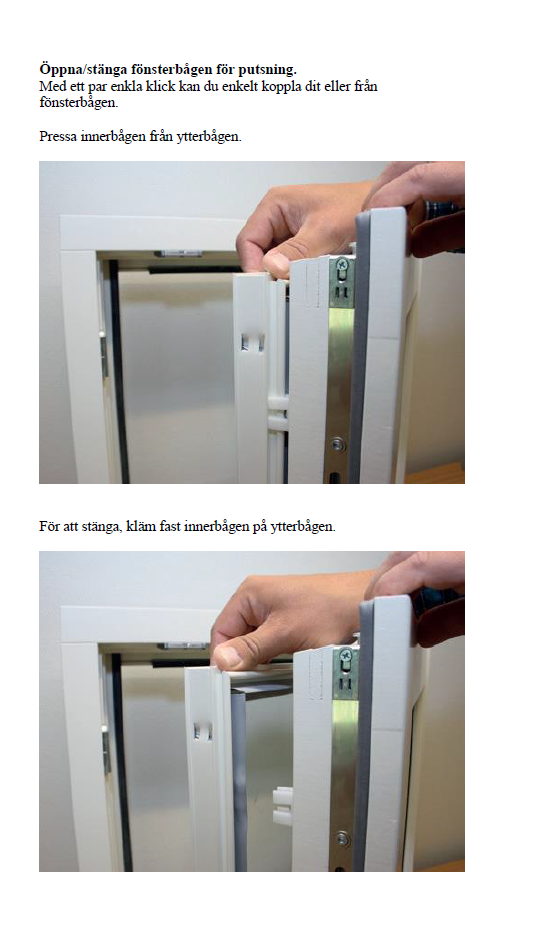 Öppna/stänga fönsterbågen för putsning.
Med ett par enkla klick kan du enkelt koppla dit eller från
fönsterbågen.
Pressa innerbågen från ytterbågen.
För att stänga, kläm fast innerbågen på ytterbågen.